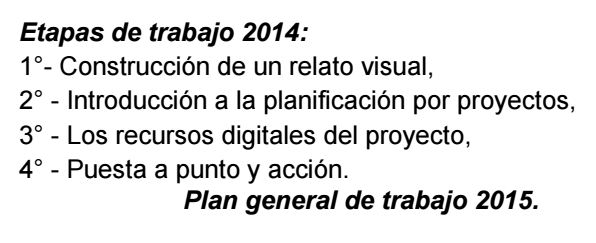 Etapas de trabajo 2014:
1°- Construcción de un relato visual,
2° - Introducción a la planificación por proyectos,
3° - Los recursos digitales del proyecto,
4° - Puesta a punto y acción.
Plan general de trabajo 2015.